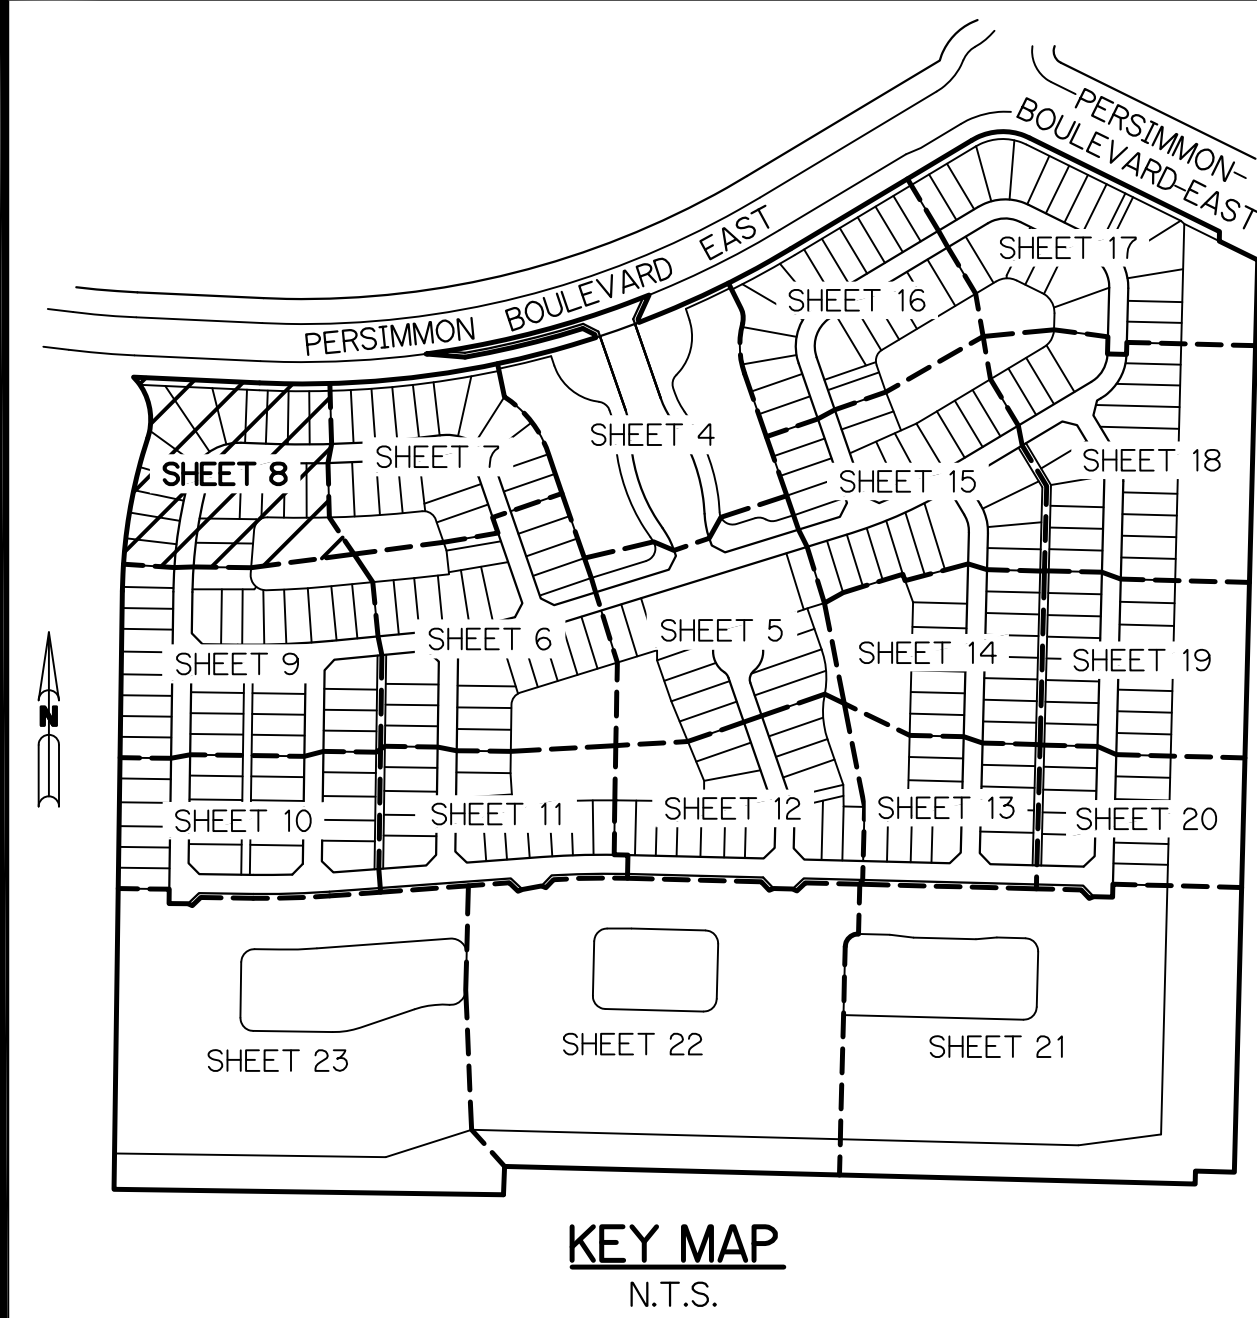 PERSIMMON-
BOULEVARD-EAST
PERSIMMON BOULEVARD EAST
SHEET 17
SHEET 16
SHEET 4
SHEET 7
SHEET 8
SHEET 18
SHEET 15
SHEET 5
SHEET 6
SHEET 14
SHEET 19
SHEET 9
N
SHEET 10
SHEET 11
SHEET 12
SHEET 13
SHEET 20
SHEET 23
SHEET 22
SHEET 21
KEY MAP
N.T.S.